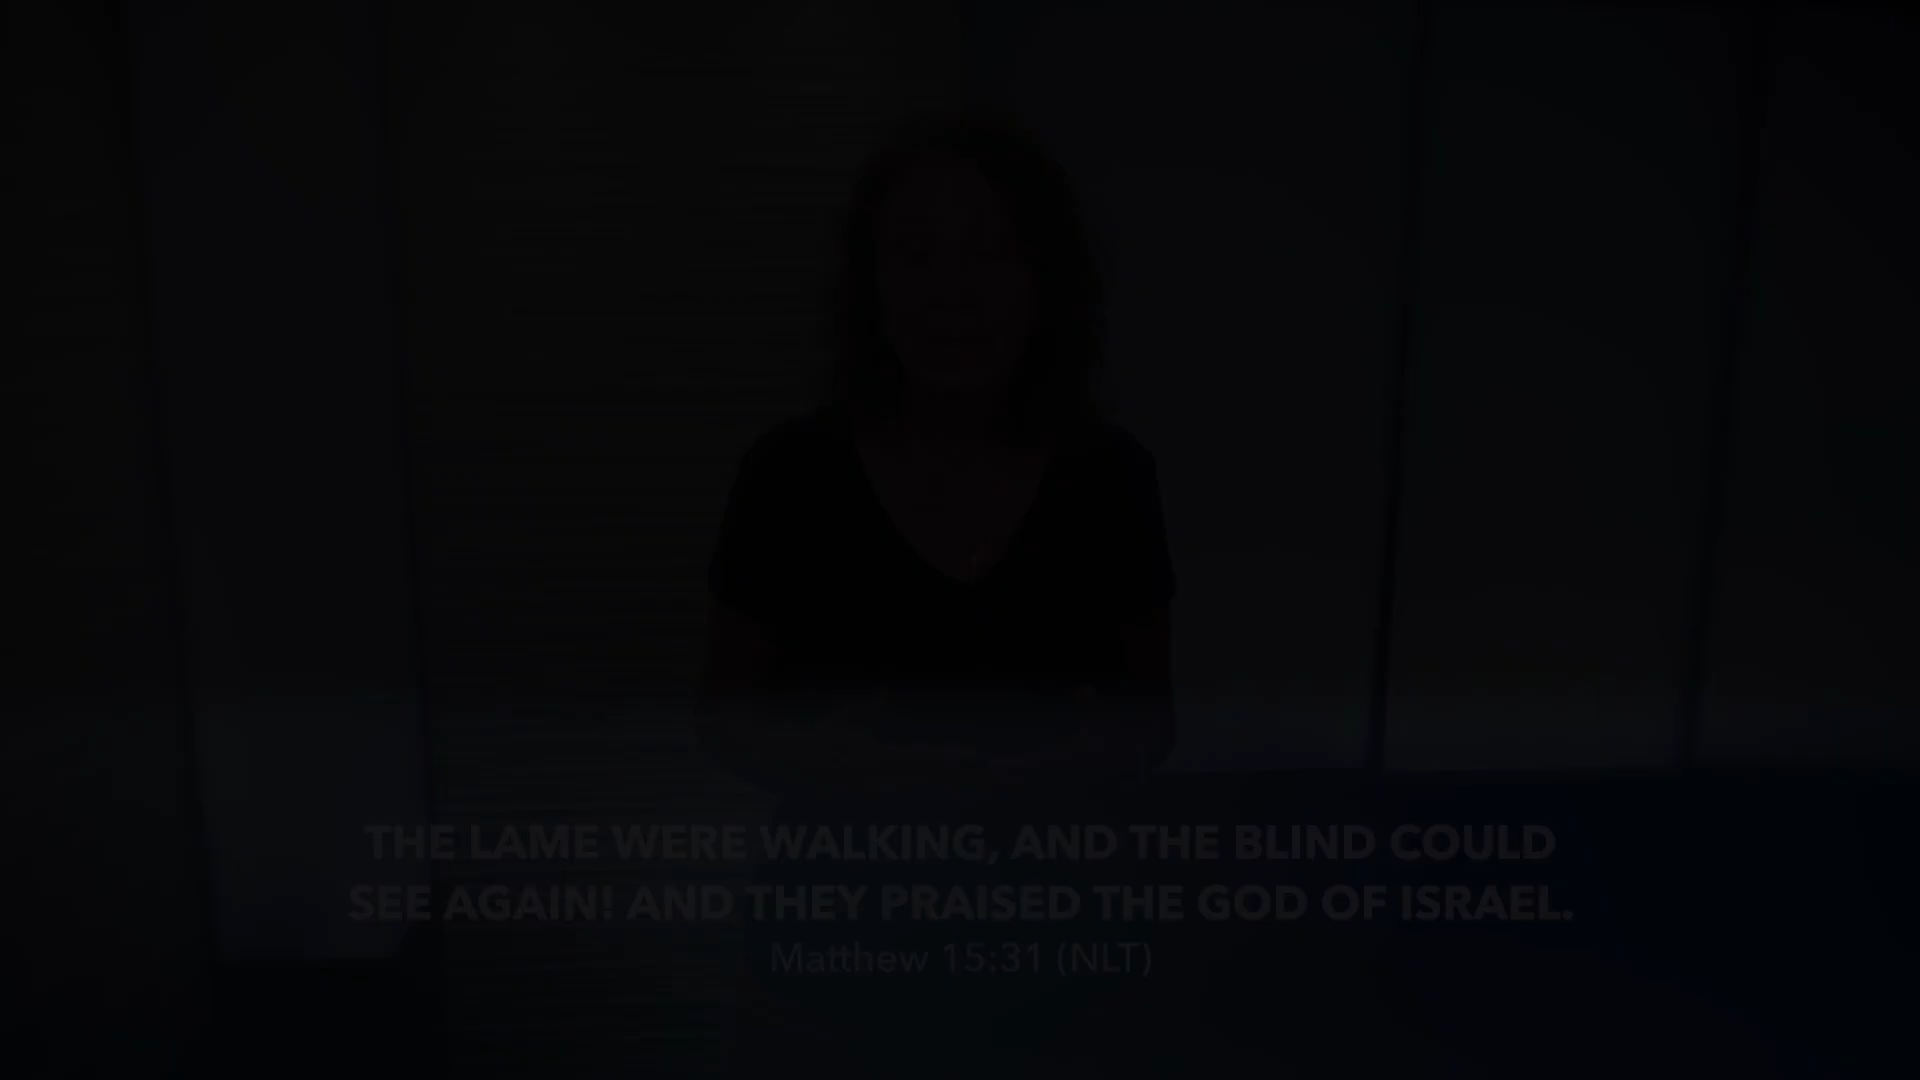 THE LAME WERE WALKING, AND THE BLIND COULD
SEE AGAIN! AND THEY PRAISED THE GOD OF ISRAEL.
Matthew 15:31 (NLT)